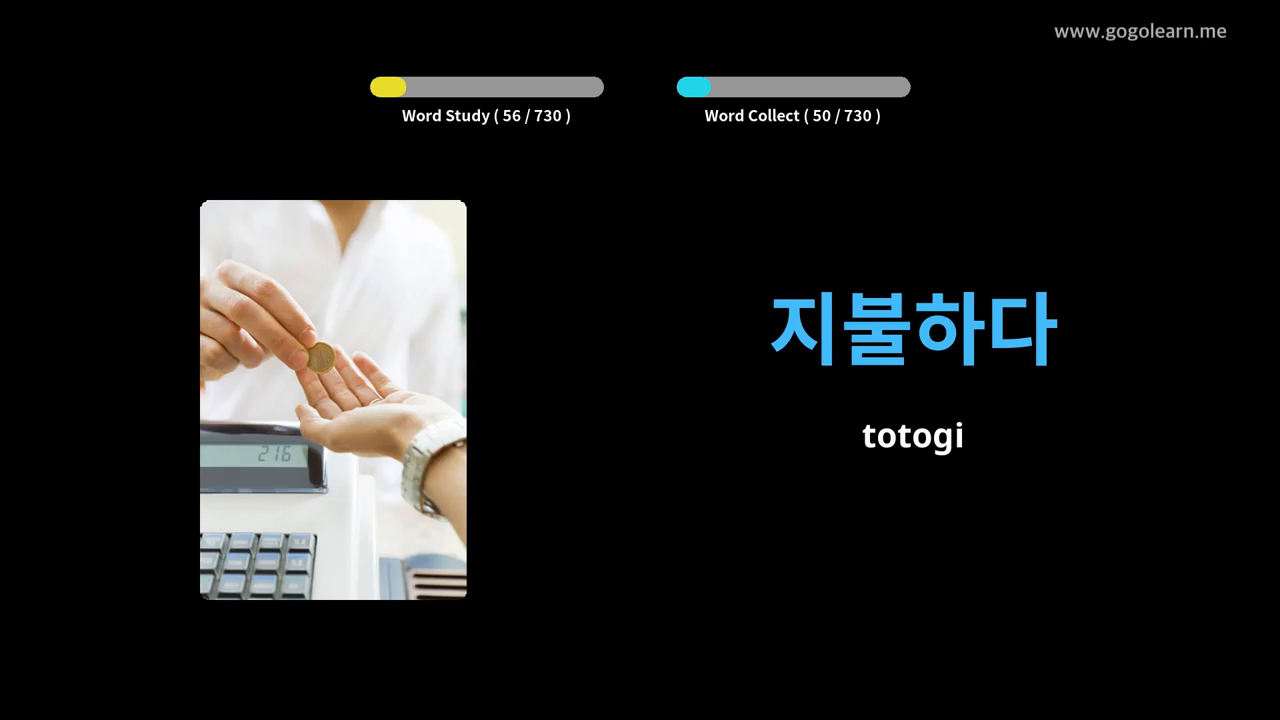 www.gogolearn.me
Word Study ( 56 / 730 )
Word Collect ( 50 / 730 )
지불하다
totogi
216